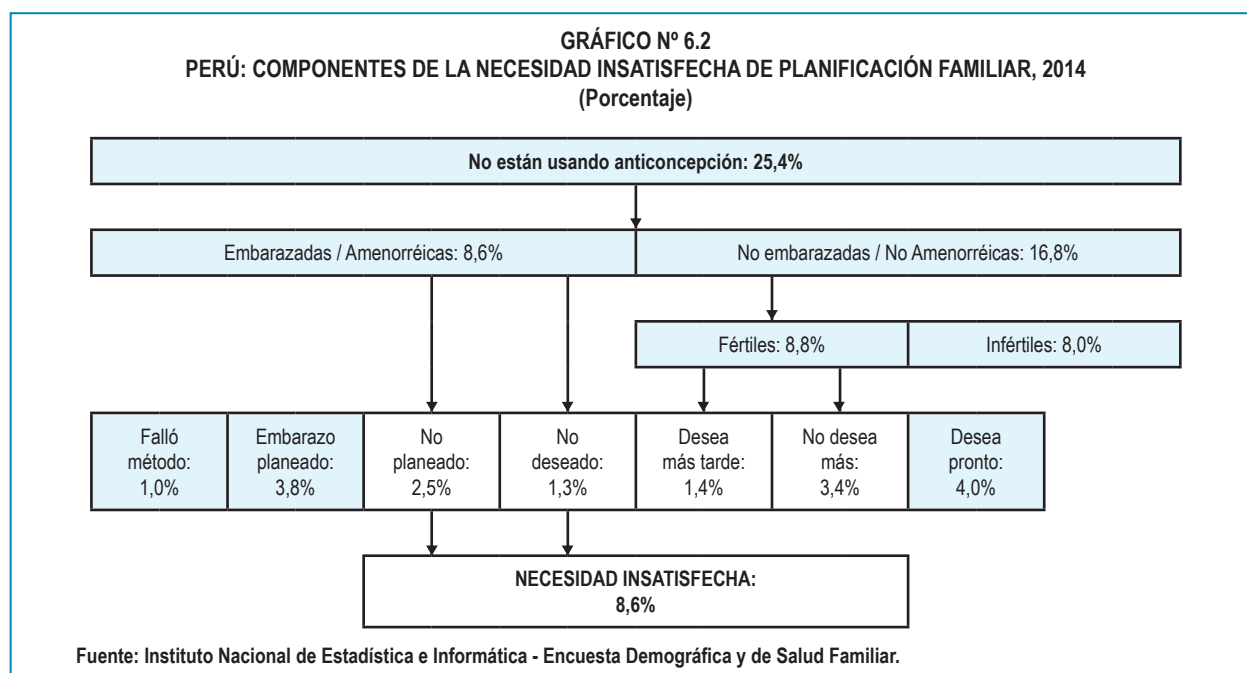 GRÁFICO Nº 6.2
PERÚ: COMPONENTES DE LA NECESIDAD INSATISFECHA DE PLANIFICACIÓN FAMILIAR, 2014
(Porcentaje)
No están usando anticoncepción: 25,4%
Embarazadas / Amenorréicas: 8,6%
No embarazadas / No Amenorréicas: 16,8%
Fértiles: 8,8%
Infértiles: 8,0%
Falló
método:
1,0%
Embarazo
planeado:
3,8%
No
planeado:
2,5%
No
deseado:
1,3%
Desea
más tarde:
1,4%
No desea
más:
3,4%
Desea
pronto:
4,0%
NECESIDAD INSATISFECHA:
8,6%
Fuente: Instituto Nacional de Estadística e Informática - Encuesta Demográfica y de Salud Familiar.